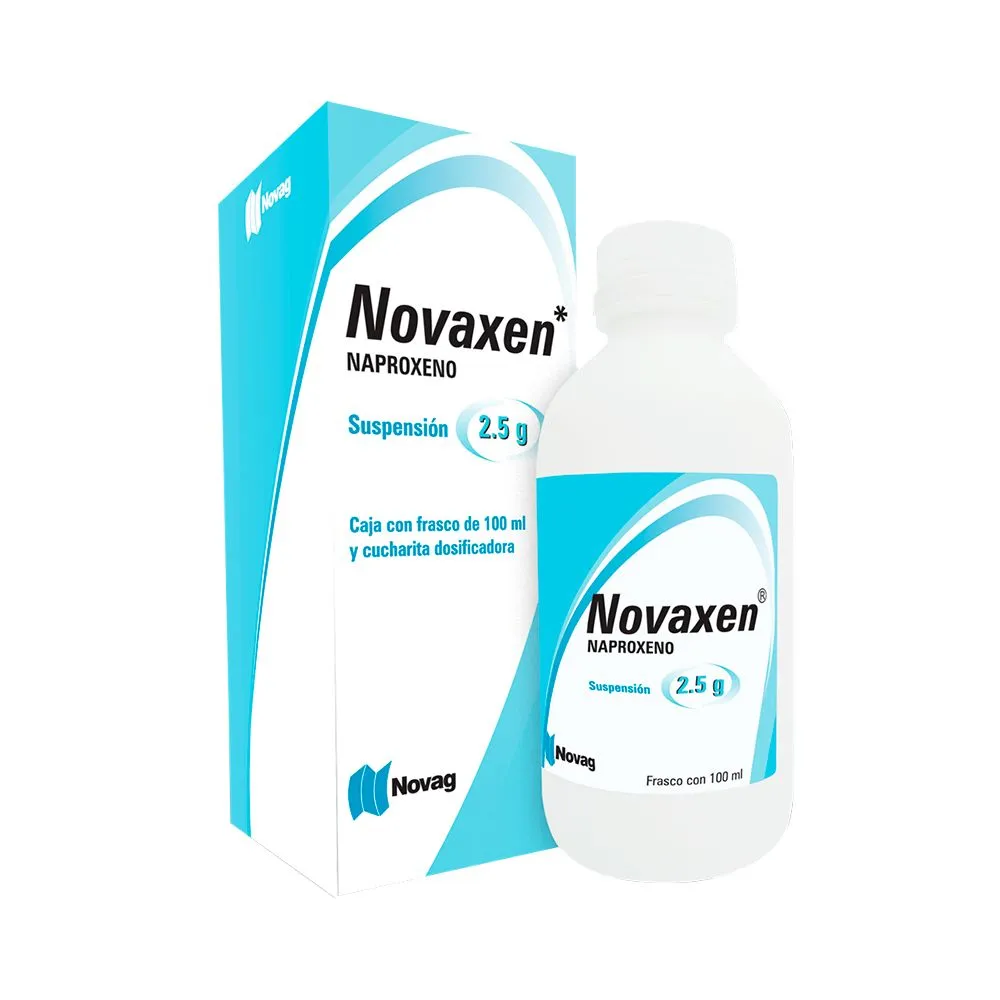 Novag
Novaxen*
NAPROXENO
Suspensión 2.5 g
Caja con frasco de 100 ml
y cucharita dosificadora
Novag
Novaxen®
NAPROXENO
Suspensión 2.5 g
Novag
Frasco con 100 ml